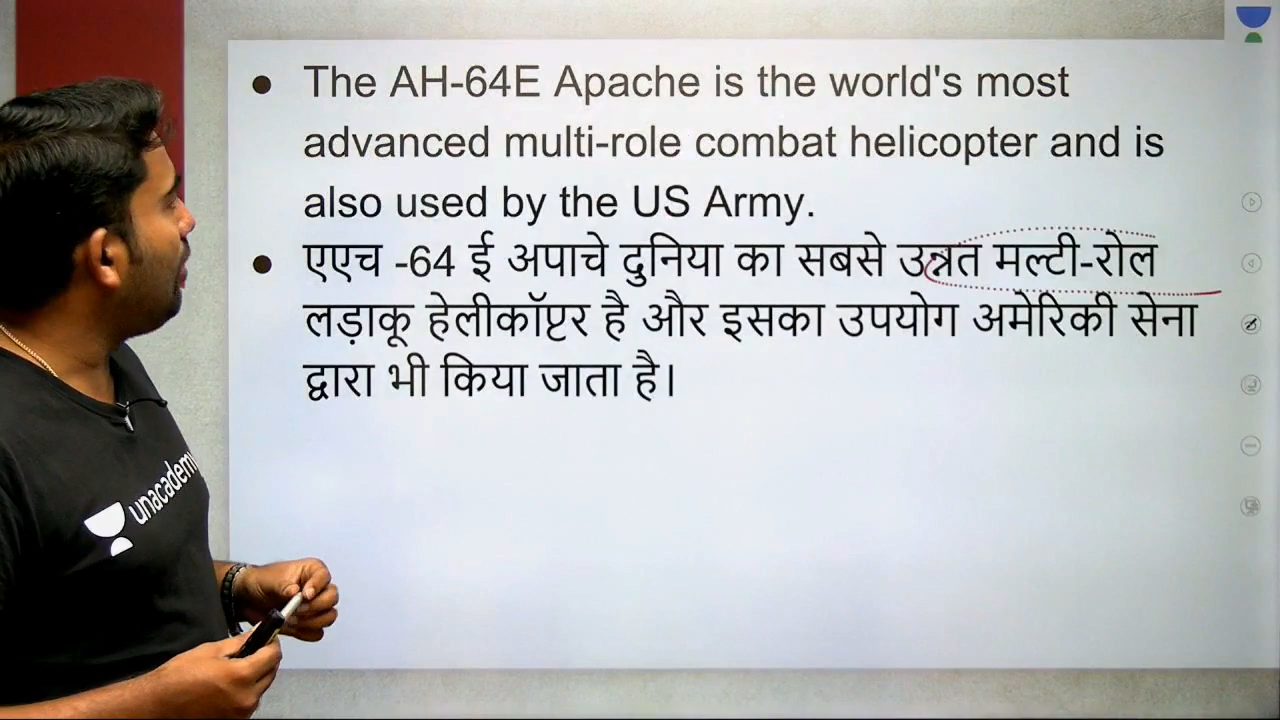 The AH-64E Apache is the world's most
advanced multi-role combat helicopter and is
also used by the US Army.
एएच -64 ई अपाचे दुनिया का सबसे उन्नत मल्टी-रोल
लड़ाकू हेलीकॉप्टर है और इसका उपयोग अमेरिकी सेना
द्वारा भी किया जाता है।
unacademy